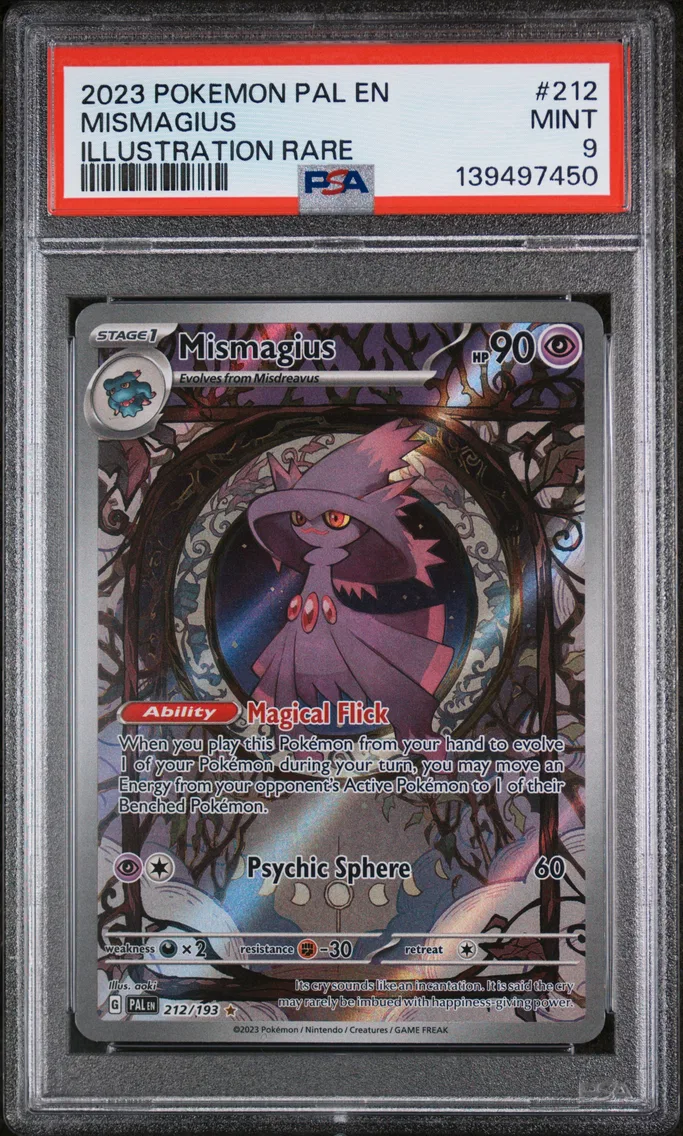 2023 POKEMON PAL EN #212
MISMAGIUS MINT
ILLUSTRATION RARE 9
PSA 139497450
STAGE 1 Mismagius HP 90
Evolves from Misdreavus
Ability Magical Flick
When you play this Pokémon from your hand to evolve
1 of your Pokémon during your turn, you may move an
Energy from your opponent's Active Pokémon to 1 of their
Benched Pokémon.
Psychic Sphere 60
weakness ×2 resistance -30 retreat
Illus. aoki
Its cry sounds like an incantation. It is said the cry
may rarely be imbued with happiness-giving power.
G PAL EN 212/193
©2023 Pokémon / Nintendo / Creatures / GAME FREAK
PSA